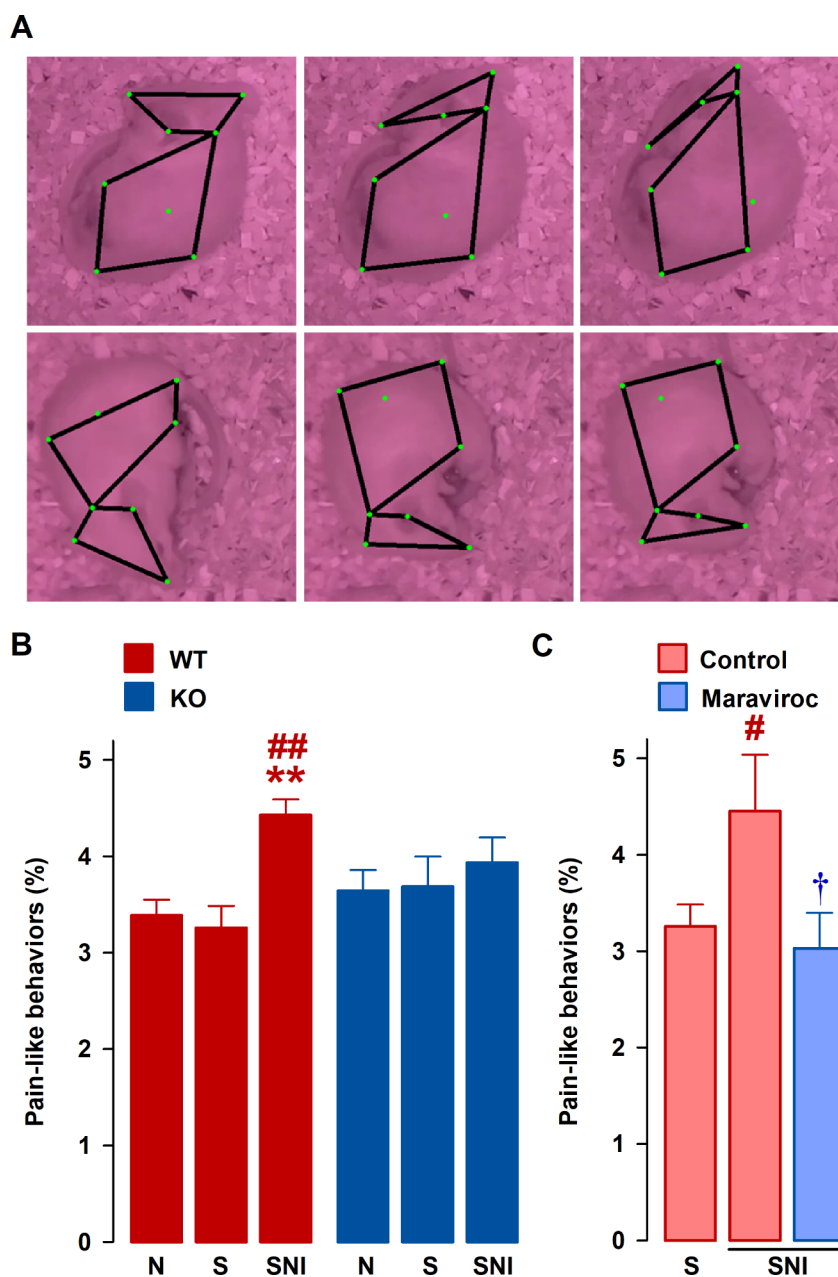 A
B
WT
KO
Pain-like behaviors (%)
5
4
3
2
1
0
##
**
N S SNI N S SNI
C
Control
Maraviroc
Pain-like behaviors (%)
5
4
3
2
1
0
#
†
S SNI